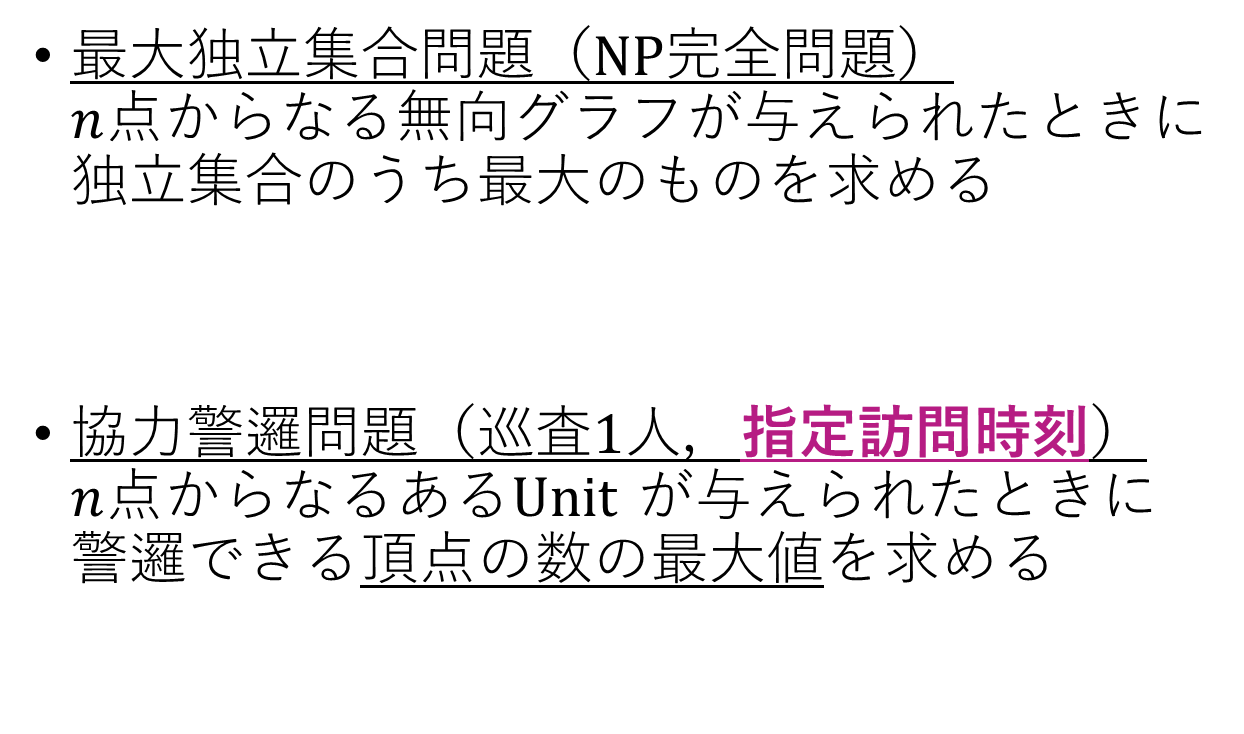 • 最大独立集合問題（NP完全問題）
n点からなる無向グラフが与えられたときに
独立集合のうち最大のものを求める
• 協力警邏問題（巡査1人，指定訪問時刻）
n点からなるあるUnit が与えられたときに
警邏できる頂点の数の最大値を求める